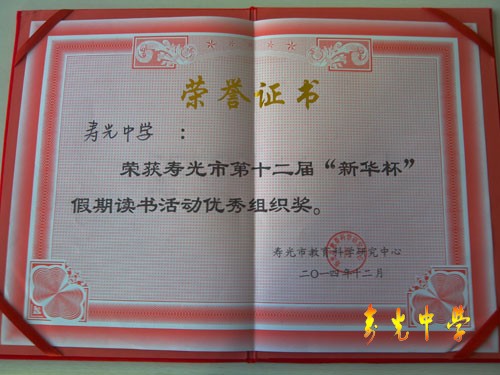 荣誉证书
寿光中学 ：
荣获寿光市第十二届“新华杯”
假期读书活动优秀组织奖。
寿光市教育科学研究中心
二〇一四年十二月
寿光中学